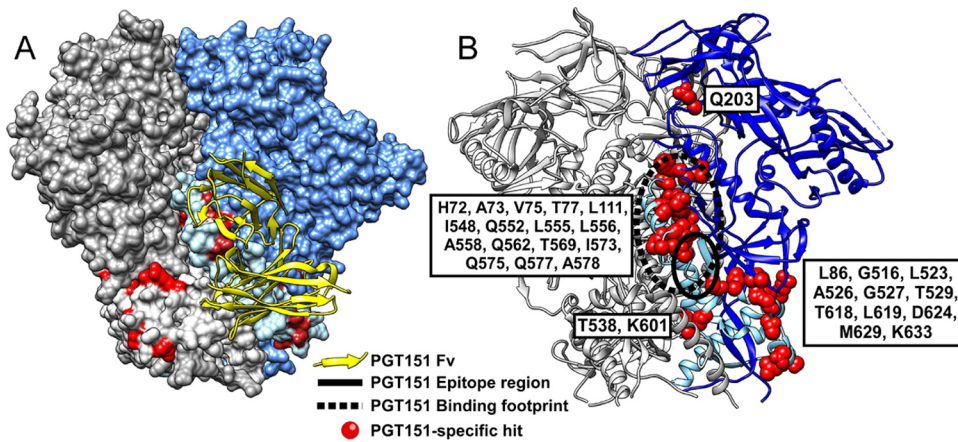 A
B
Q203
H72, A73, V75, T77, L111,
I548, Q552, L555, L556,
A558, Q562, T569, I573,
Q575, Q577, A578
L86, G516, L523,
A526, G527, T529,
T618, L619, D624,
M629, K633
T538, K601
PGT151 Fv
PGT151 Epitope region
PGT151 Binding footprint
PGT151-specific hit